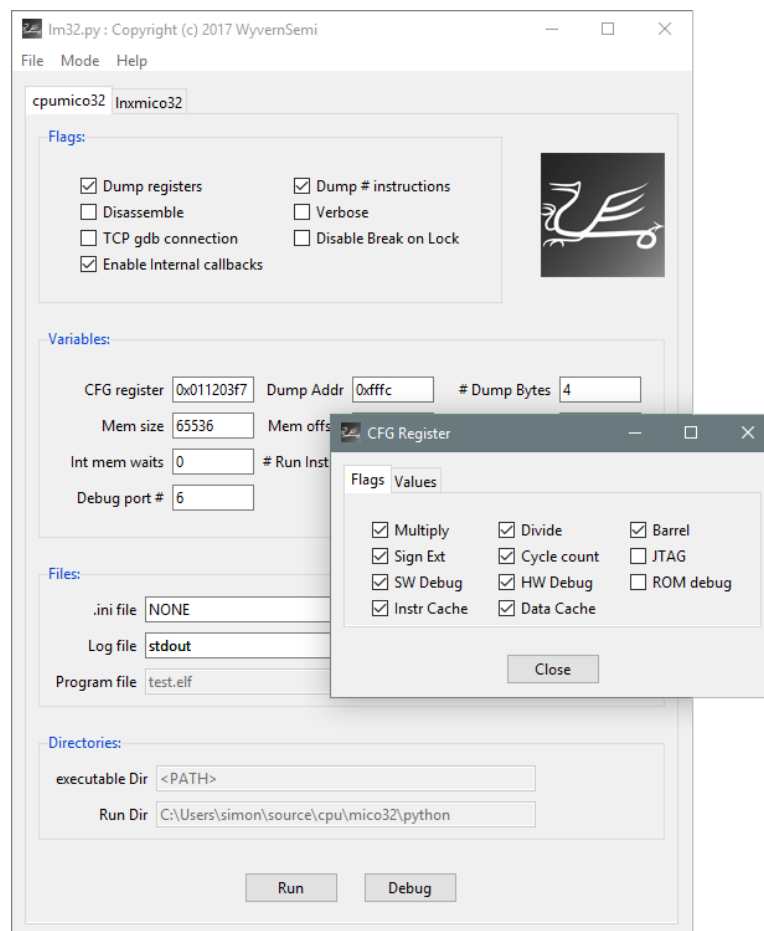 lm32.py : Copyright (c) 2017 WyvernSemi
File Mode Help
cpumico32 lnxmico32
Flags:
Dump registers Dump # instructions
Disassemble Verbose
TCP gdb connection Disable Break on Lock
Enable Internal callbacks
Variables:
CFG register 0x011203f7 Dump Addr 0xfffc # Dump Bytes 4
Mem size 65536 Mem offs
Int mem waits 0 # Run Inst
Debug port # 6
CFG Register
Flags Values
Multiply Divide Barrel
Sign Ext Cycle count JTAG
SW Debug HW Debug ROM debug
Instr Cache Data Cache
Close
Files:
.ini file NONE
Log file stdout
Program file test.elf
Directories:
executable Dir <PATH>
Run Dir C:\Users\simon\source\cpu\mico32\python
Run Debug